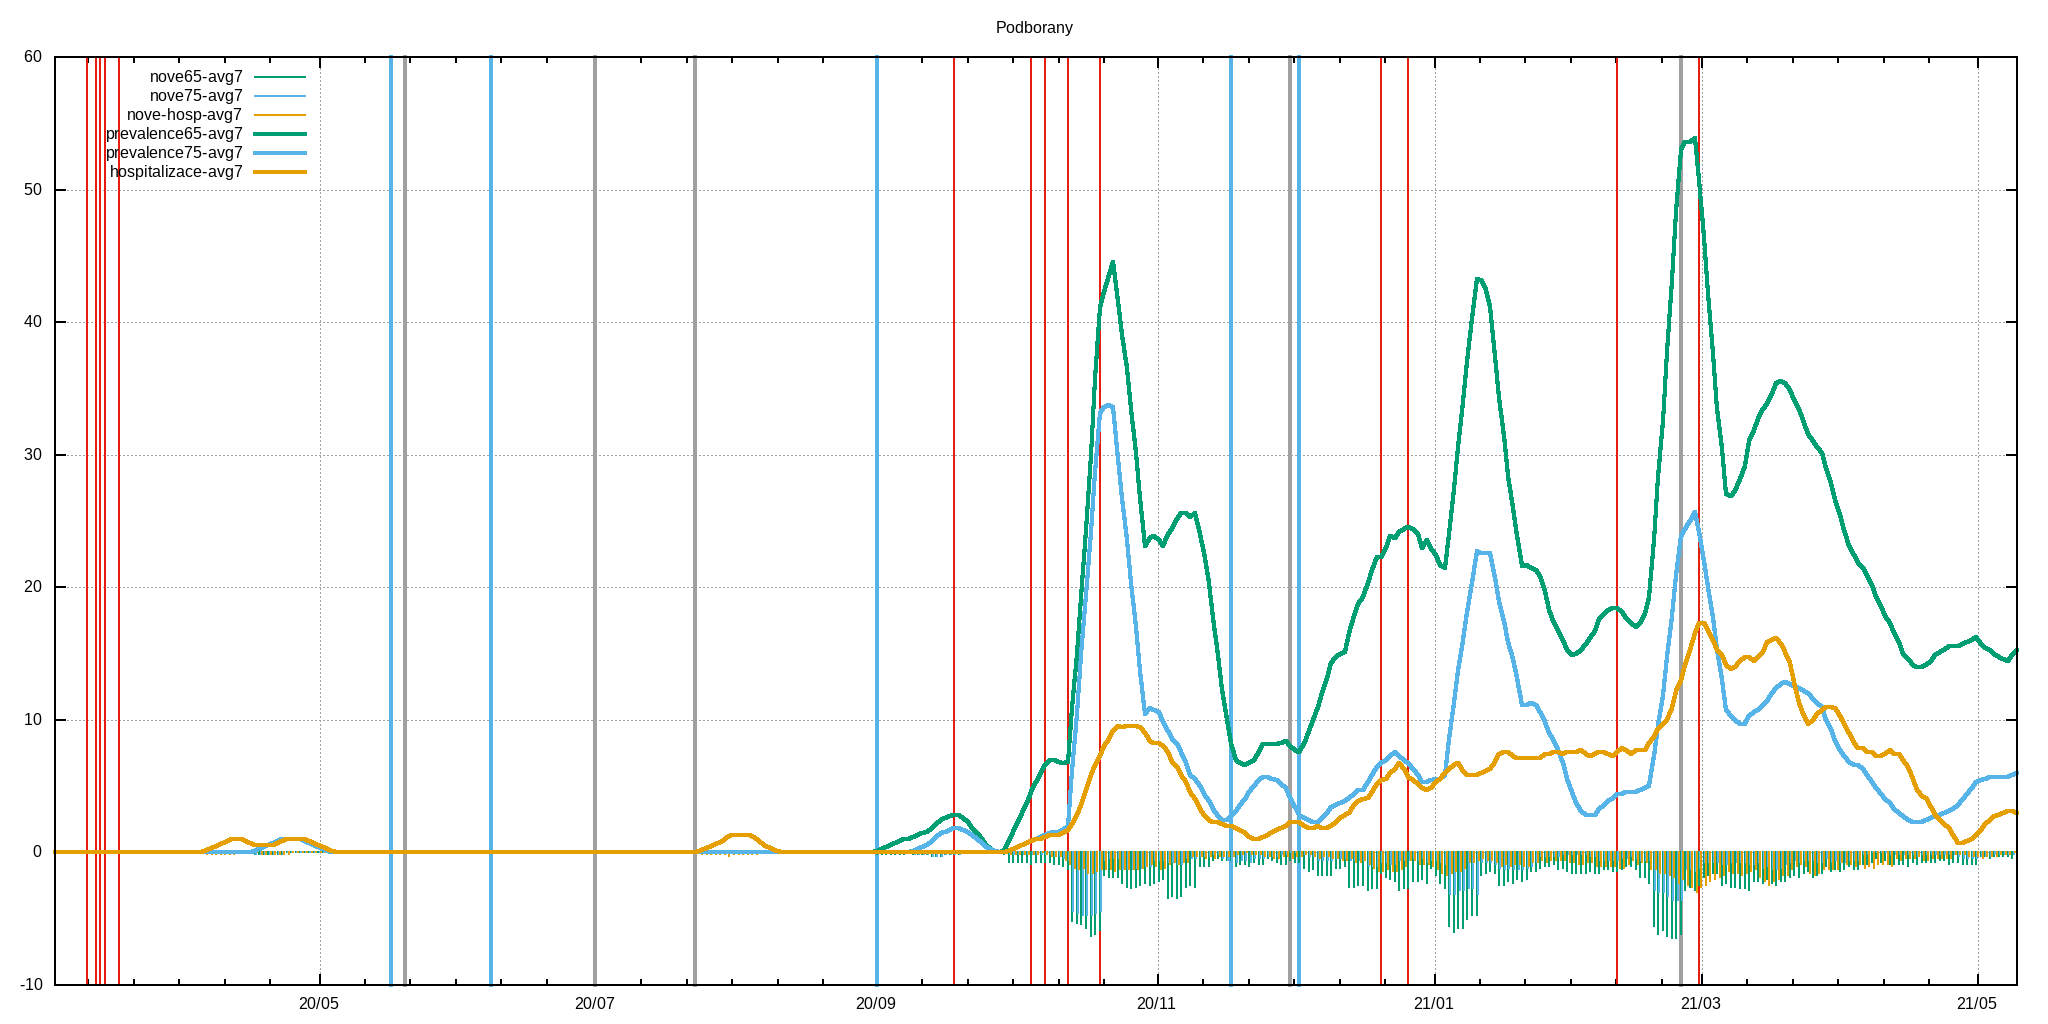 Podborany
60
nove65-avg7
nove75-avg7
nove-hosp-avg7
prevalence65-avg7
prevalence75-avg7
hospitalizace-avg7
50
40
30
20
10
0
-10
20/05 20/07 20/09 20/11 21/01 21/03 21/05